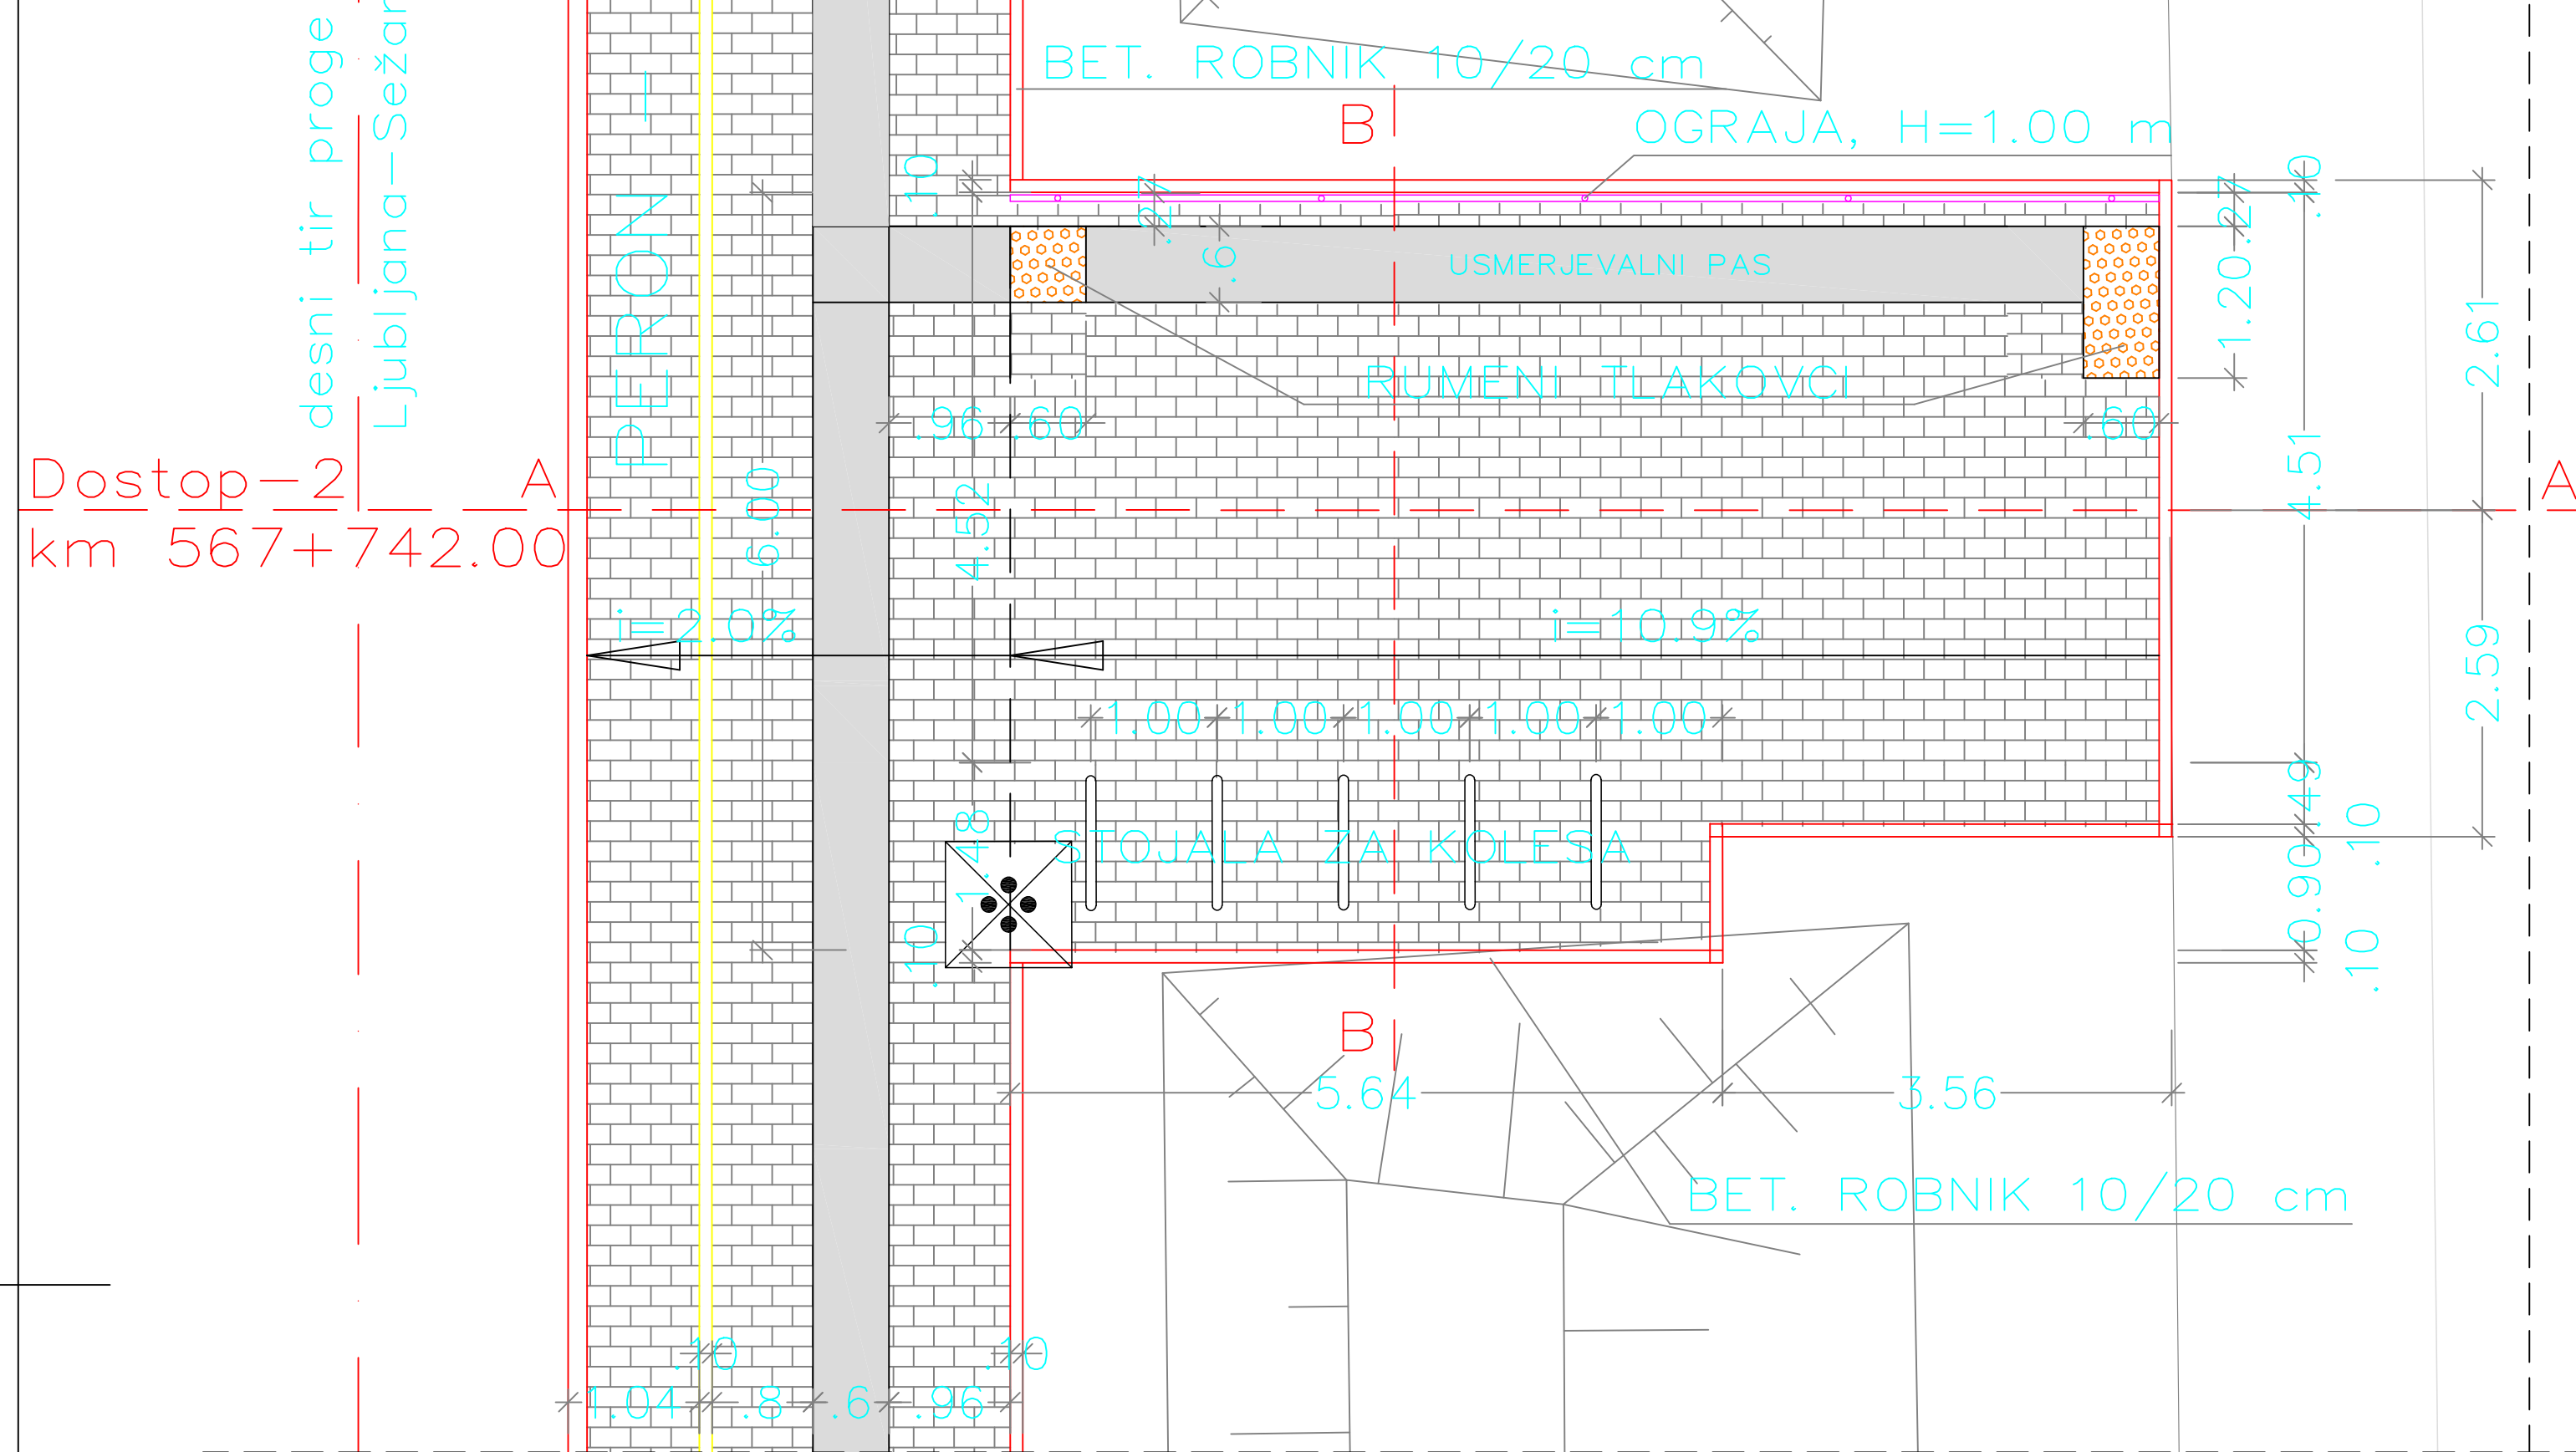 desni tir proge
Ljubljana-Sežan
PERON -
BET. ROBNIK 10/20 cm
B
OGRAJA, H=1.00 m
.10
.27
.6
USMERJEVALNI PAS
.27
.10
1.20
2.61
RUMENI TLAKOVCI
.96
.60
.60
4.51
Dostop-2
A
A
km 567+742.00
6.00
4.52
i=2.0%
i=10.9%
2.59
1.00
1.00
1.00
1.00
1.00
.49
1.48
STOJALA ZA KOLESA
0.90
.10
.10
.10
B
5.64
3.56
BET. ROBNIK 10/20 cm
.10
.10
1.04
.8
.6
.96